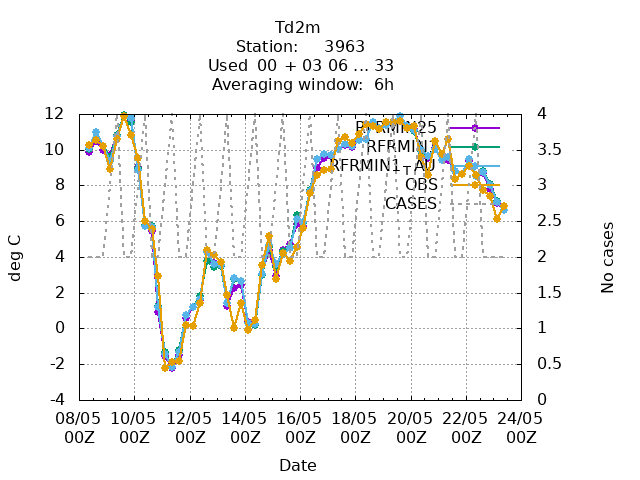 Td2m
Station: 3963
Used 00 + 03 06 ... 33
Averaging window: 6h
12
10
8
6
4
2
0
-2
-4
deg C
4
3.5
3
2.5
2
1.5
1
0.5
0
No cases
RFRMIN1+AU
OBS
CASES
08/05 10/05 12/05 14/05 16/05 18/05 20/05 22/05 24/05
00Z 00Z 00Z 00Z 00Z 00Z 00Z 00Z 00Z
Date